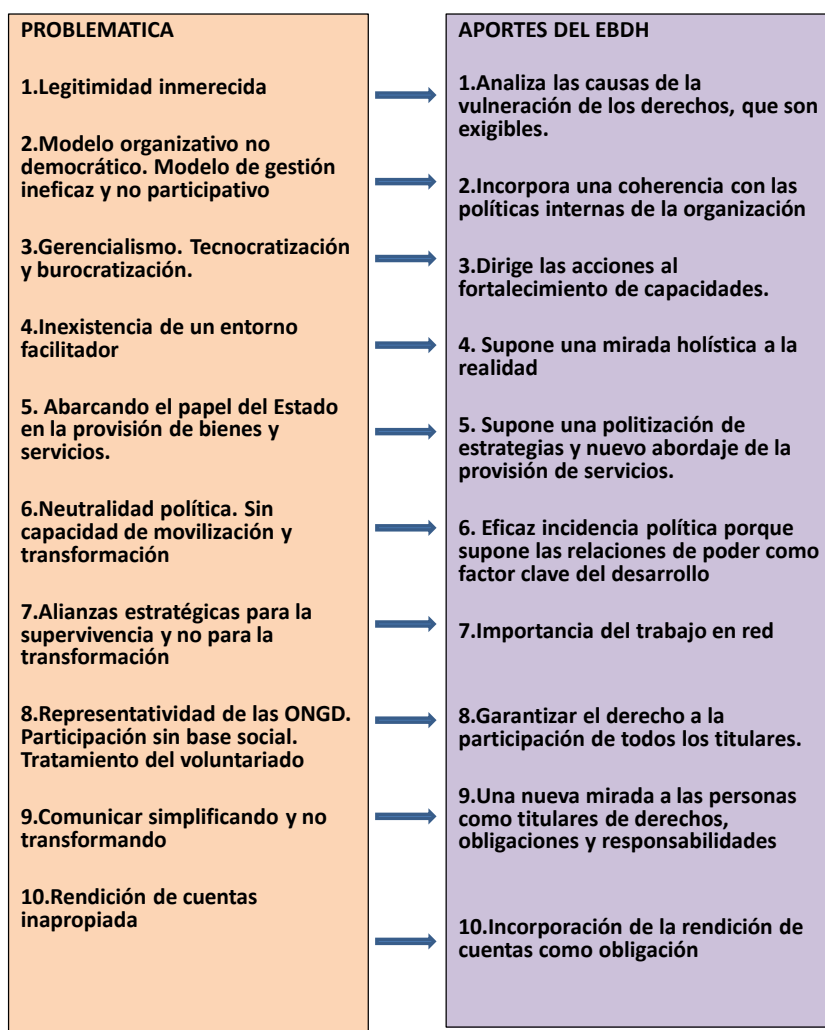 PROBLEMATICA
1.Legitimidad inmerecida
2.Modelo organizativo no
democrático. Modelo de gestión
ineficaz y no participativo
3.Gerencialismo. Tecnocratización
y burocratización.
4.Inexistencia de un entorno
facilitador
5. Abarcando el papel del Estado
en la provisión de bienes y
servicios.
6.Neutralidad política. Sin
capacidad de movilización y
transformación
7.Alianzas estratégicas para la
supervivencia y no para la
transformación
8.Representatividad de las ONGD.
Participación sin base social.
Tratamiento del voluntariado
9.Comunicar simplificando y no
transformando
10.Rendición de cuentas
inapropiada
APORTES DEL EBDH
1.Analiza las causas de la
vulneración de los derechos, que son
exigibles.
2.Incorpora una coherencia con las
políticas internas de la organización
3.Dirige las acciones al
fortalecimiento de capacidades.
4. Supone una mirada holística a la
realidad
5. Supone una politización de
estrategias y nuevo abordaje de la
provisión de servicios.
6. Eficaz incidencia política porque
supone las relaciones de poder como
factor clave del desarrollo
7.Importancia del trabajo en red
8.Garantizar el derecho a la
participación de todos los titulares.
9.Una nueva mirada a las personas
como titulares de derechos,
obligaciones y responsabilidades
10.Incorporación de la rendición de
cuentas como obligación